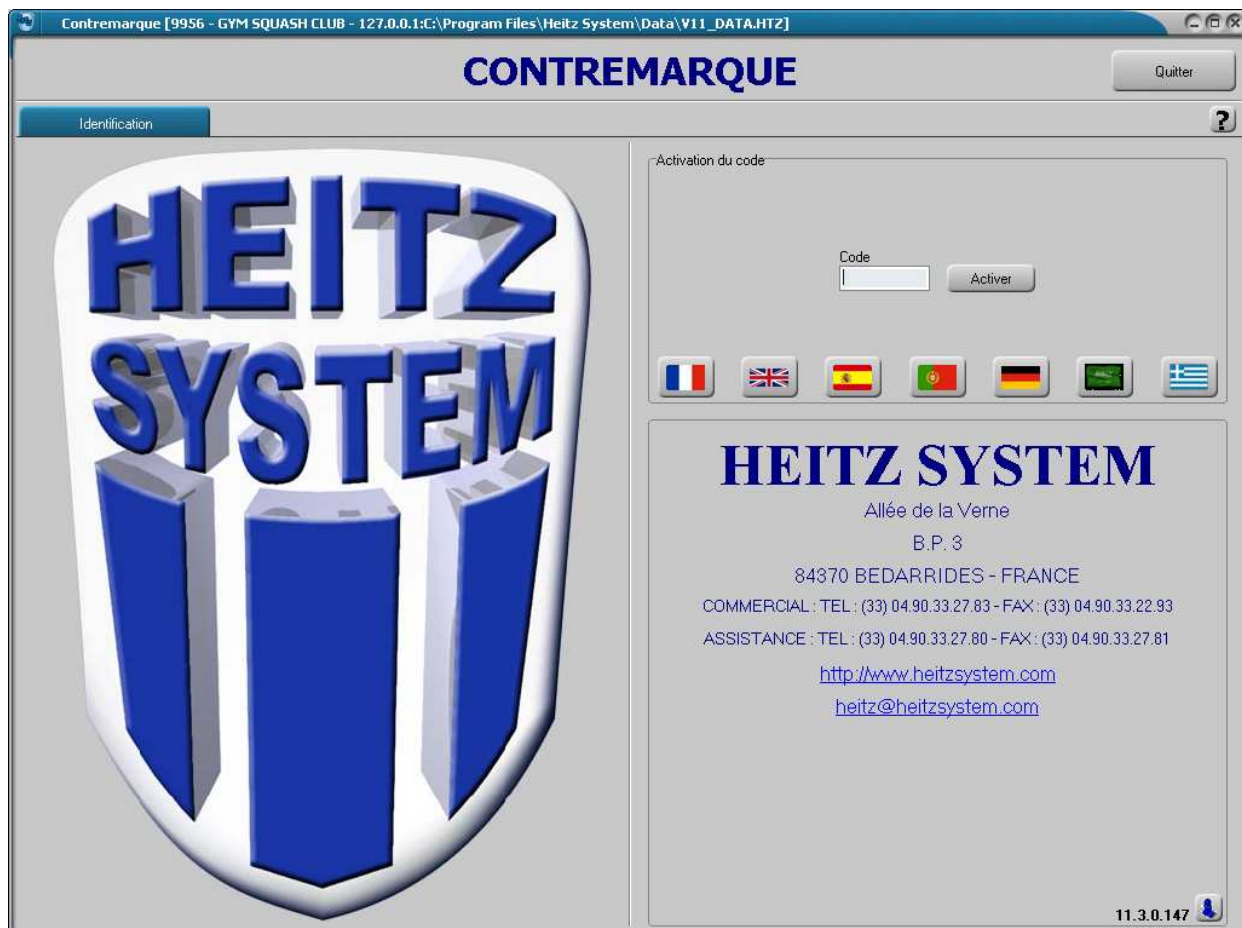 Contremarque [9956 - GYM SQUASH CLUB - 127.0.0.1:C:\Program Files\Heitz System\Data\V11_DATA.HTZ]
CONTREMARQUE
Quitter
Identification
?
HEITZ
SYSTEM
Activation du code
Code
Activer
HEITZ SYSTEM
Allée de la Verne
B.P. 3
84370 BEDARRIDES - FRANCE
COMMERCIAL : TEL : (33) 04.90.33.27.83 - FAX : (33) 04.90.33.22.93
ASSISTANCE : TEL : (33) 04.90.33.27.80 - FAX : (33) 04.90.33.27.81
http://www.heitzsystem.com
heitz@heitzsystem.com
11.3.0.147